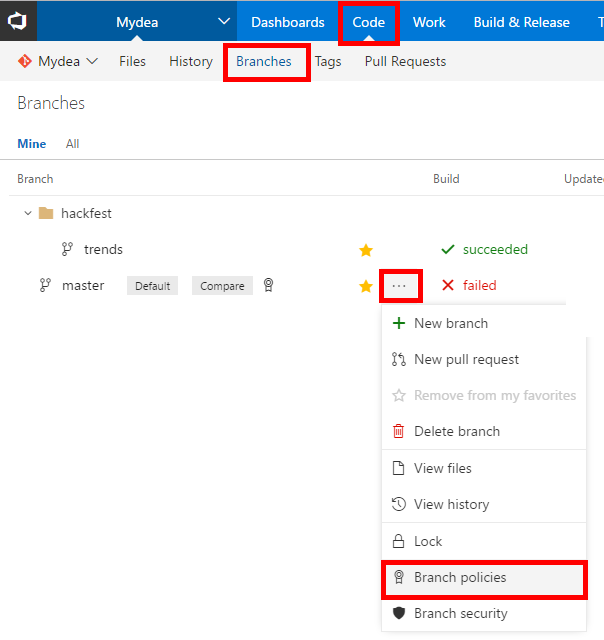 Mydea Dashboards Code Work Build & Release T
Mydea Files History Branches Tags Pull Requests
Branches
Mine All
Branch Build Update
hackfest
trends succeeded
master Default Compare ... failed
New branch
New pull request
Remove from my favorites
Delete branch
View files
View history
Lock
Branch policies
Branch security